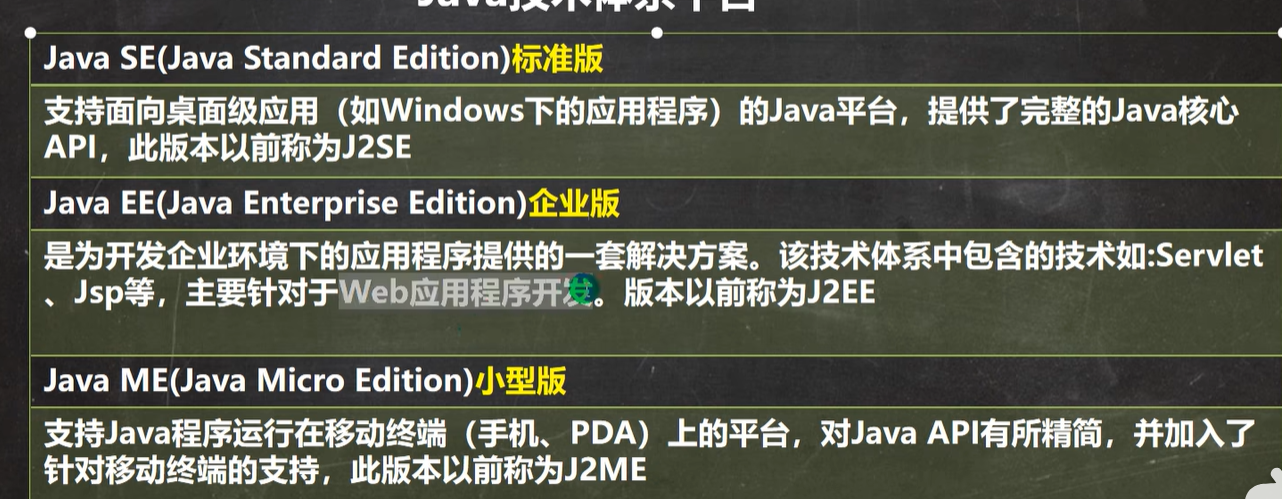 Java技术体系平台
Java SE(Java Standard Edition)标准版
支持面向桌面级应用（如Windows下的应用程序）的Java平台，提供了完整的Java核心
API，此版本以前称为J2SE
Java EE(Java Enterprise Edition)企业版
是为开发企业环境下的应用程序提供的一套解决方案。该技术体系中包含的技术如:Servlet
、Jsp等，主要针对于Web应用程序开发。版本以前称为J2EE
Java ME(Java Micro Edition)小型版
支持Java程序运行在移动终端（手机、PDA）上的平台，对Java API有所精简，并加入了
针对移动终端的支持，此版本以前称为J2ME